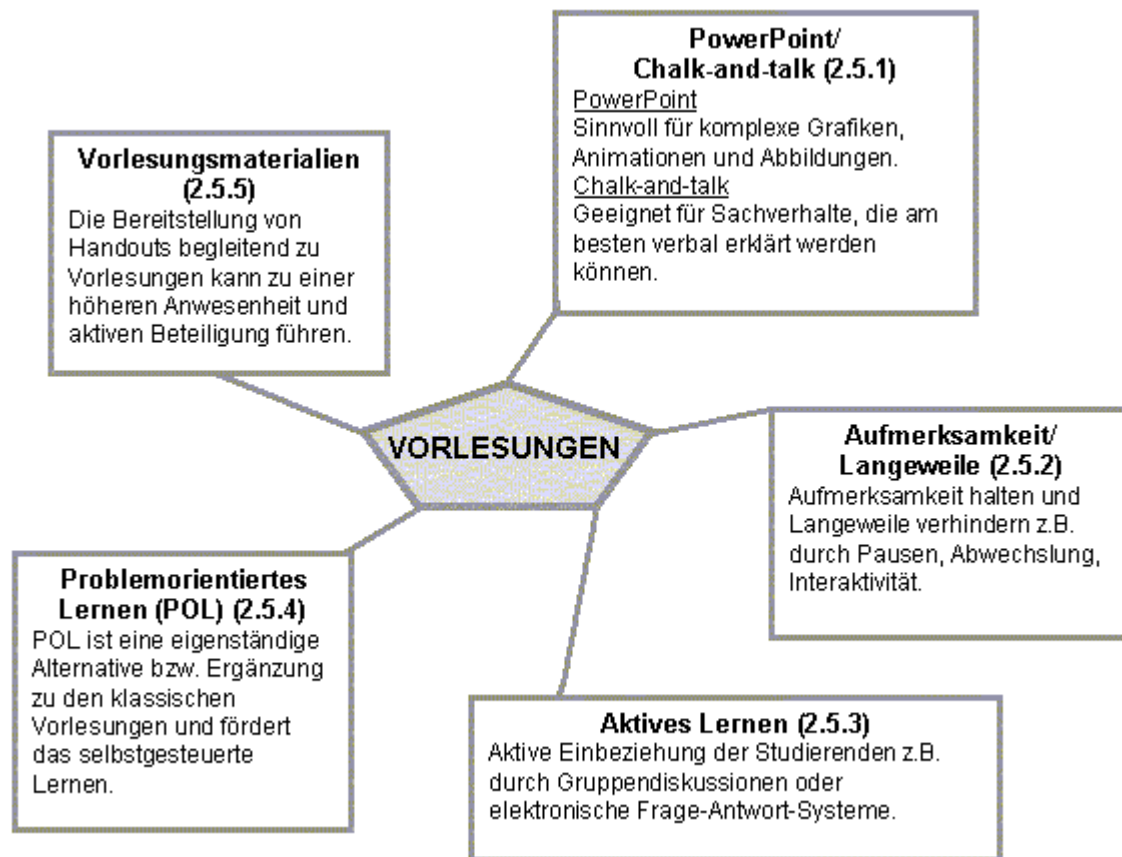 PowerPoint/
Chalk-and-talk (2.5.1)
PowerPoint
Sinnvoll für komplexe Grafiken,
Animationen und Abbildungen.
Chalk-and-talk
Geeignet für Sachverhalte, die am
besten verbal erklärt werden
können.
Vorlesungsmaterialien
(2.5.5)
Die Bereitstellung von
Handouts begleitend zu
Vorlesungen kann zu einer
höheren Anwesenheit und
aktiven Beteiligung führen.
VORLESUNGEN
Aufmerksamkeit/
Langeweile (2.5.2)
Aufmerksamkeit halten und
Langeweile verhindern z.B.
durch Pausen, Abwechslung,
Interaktivität.
Problemorientiertes
Lernen (POL) (2.5.4)
POL ist eine eigenständige
Alternative bzw. Ergänzung
zu den klassischen
Vorlesungen und fördert
das selbstgesteuerte
Lernen.
Aktives Lernen (2.5.3)
Aktive Einbeziehung der Studierenden z.B.
durch Gruppendiskussionen oder
elektronische Frage-Antwort-Systeme.